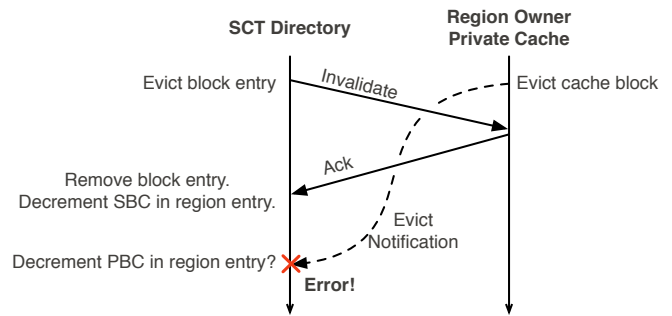 SCT Directory
Region Owner
Private Cache
Evict block entry
Invalidate
Evict cache block
Ack
Remove block entry.
Decrement SBC in region entry.
Evict
Notification
Decrement PBC in region entry?
Error!